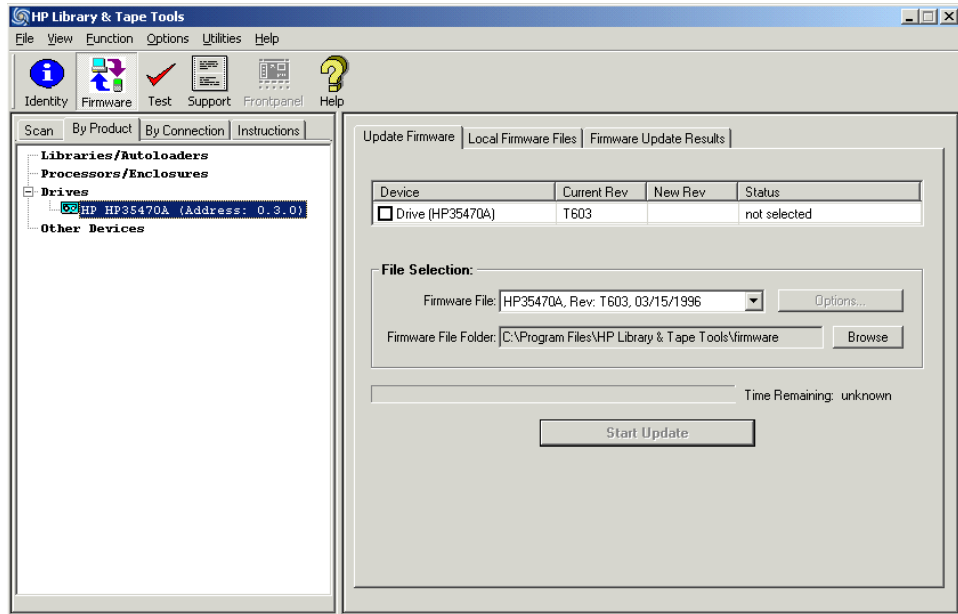 HP Library & Tape Tools
File View Function Options Utilities Help
Identity Firmware Test Support Frontpanel Help
Scan By Product By Connection Instructions
Libraries/Autoloaders
Processors/Enclosures
Drives
HP HP35470A (Address: 0.3.0)
Other Devices
Update Firmware Local Firmware Files Firmware Update Results
Device Current Rev New Rev Status
Drive (HP35470A) T603 not selected
File Selection:
Firmware File: HP35470A, Rev: T603, 03/15/1996 Options...
Firmware File Folder: C:\Program Files\HP Library & Tape Tools\firmware Browse
Time Remaining: unknown
Start Update